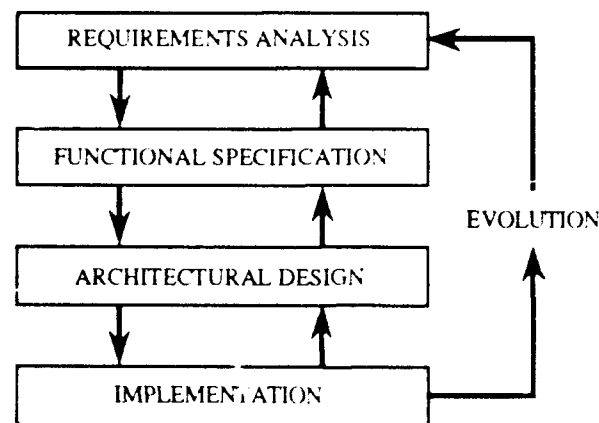 REQUIREMENTS ANALYSIS
FUNCTIONAL SPECIFICATION
EVOLUTION
ARCHITECTURAL DESIGN
IMPLEMENTATION